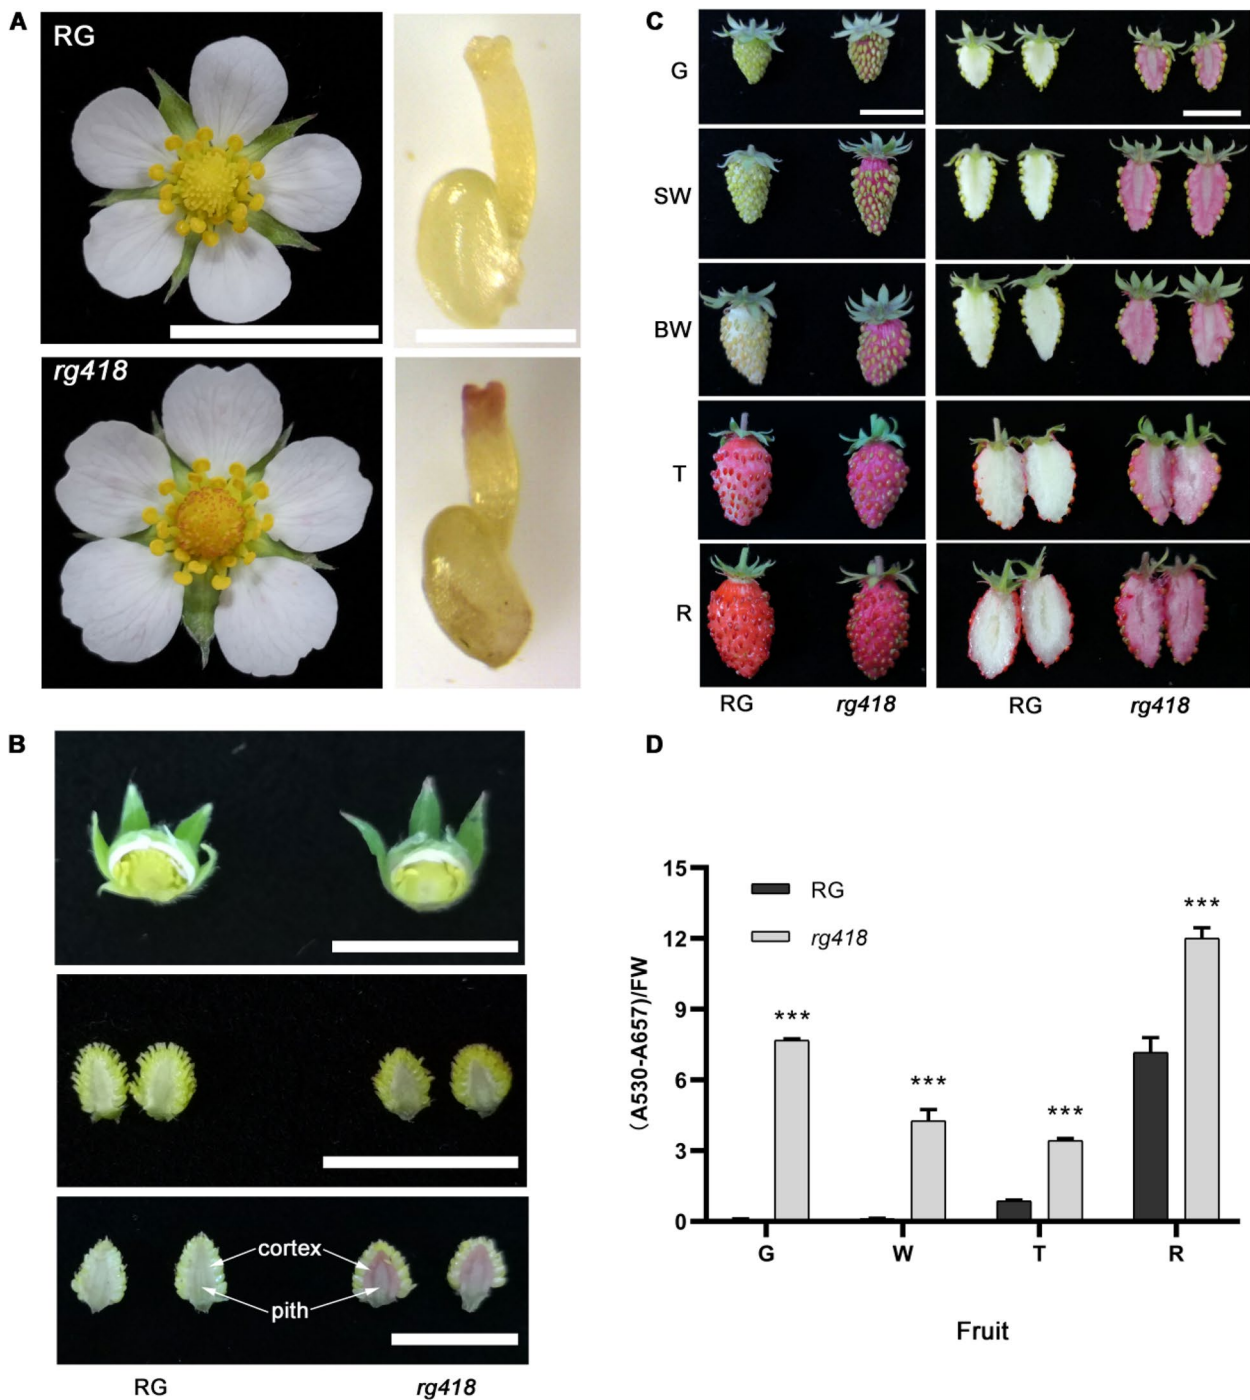 A
RG
rg418
B
cortex
pith
RG
rg418
C
G
SW
BW
T
R
RG
rg418
RG
rg418
D
(A530-A657)/FW
15
12
9
6
3
0
RG
rg418
***
***
***
***
G
W
T
R
Fruit